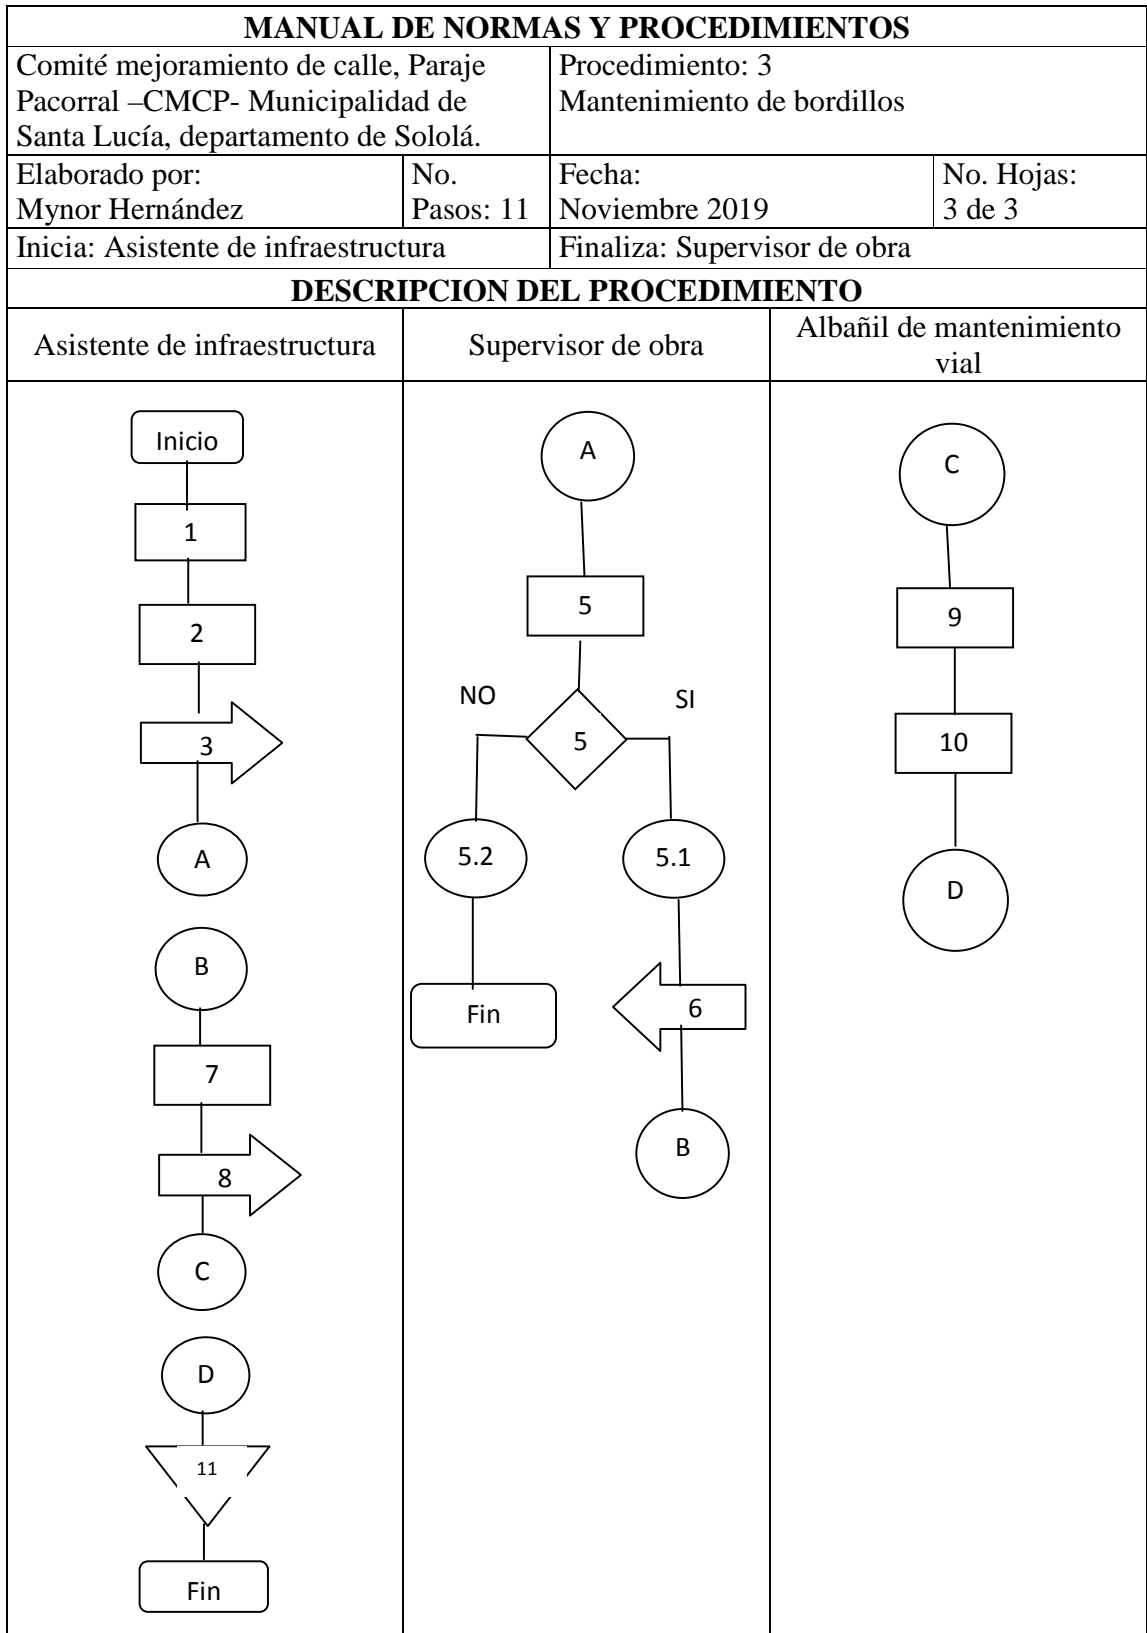 MANUAL DE NORMAS Y PROCEDIMIENTOS
Comité mejoramiento de calle, Paraje
Pacorral –CMCP- Municipalidad de
Santa Lucía, departamento de Sololá.
Procedimiento: 3
Mantenimiento de bordillos
Elaborado por:
Mynor Hernández
No.
Pasos: 11
Fecha:
Noviembre 2019
No. Hojas:
3 de 3
Inicia: Asistente de infraestructura
Finaliza: Supervisor de obra
DESCRIPCION DEL PROCEDIMIENTO
Asistente de infraestructura
Supervisor de obra
Albañil de mantenimiento
vial
Inicio
1
2
3
A
B
7
8
C
D
11
Fin
A
5
NO
SI
5
5.2
5.1
Fin
6
B
C
9
10
D